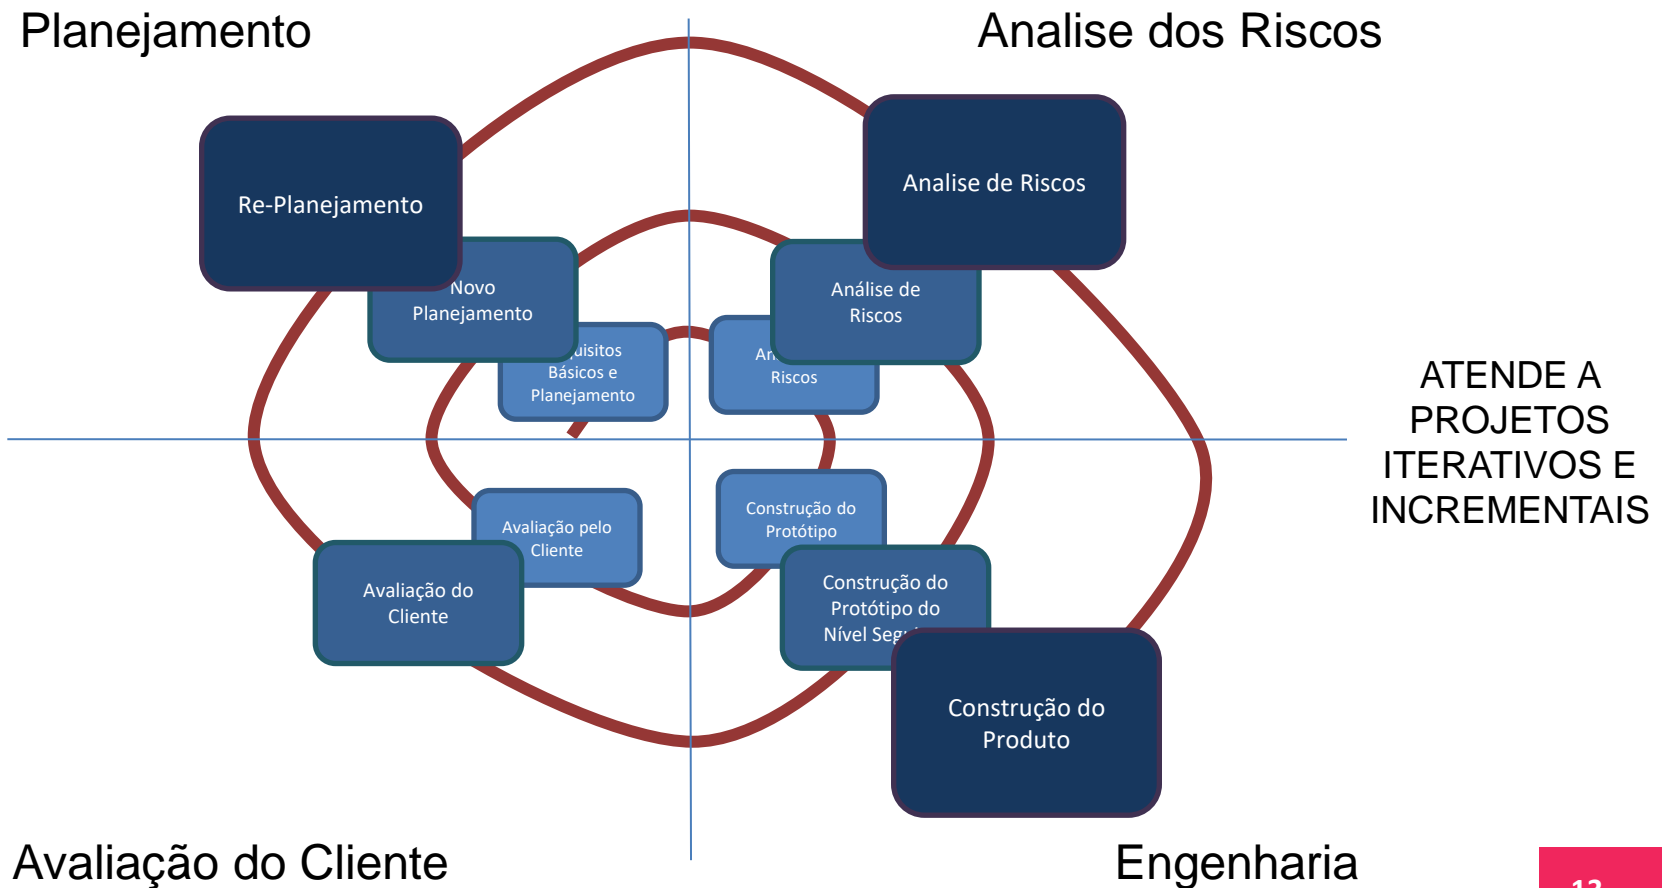 Planejamento
Analise dos Riscos
Re-Planejamento
Analise de Riscos
Novo
Planejamento
Análise de
Riscos
Básicos e
Planejamento
Riscos
ATENDE A
PROJETOS
ITERATIVOS E
INCREMENTAIS
Avaliação pelo
Cliente
Construção do
Protótipo
Avaliação do
Cliente
Construção do
Protótipo do
Nível
Construção do
Produto
Avaliação do Cliente
Engenharia